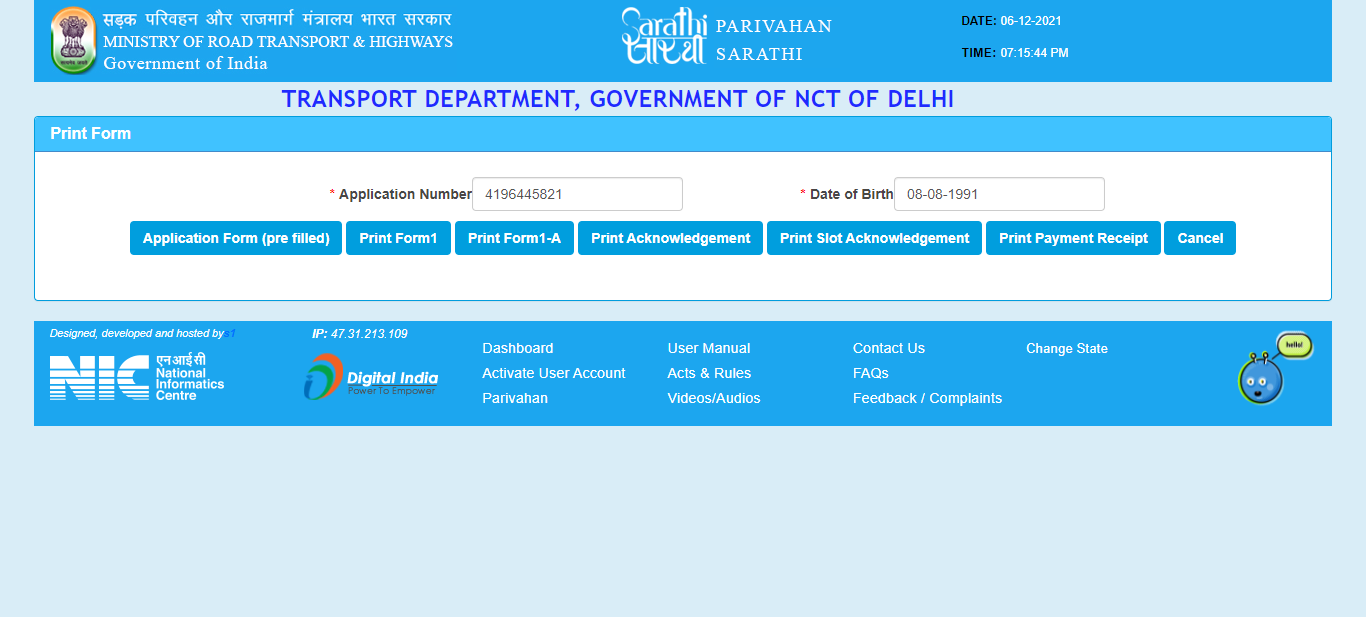 सड़क परिवहन और राजमार्ग मंत्रालय भारत सरकार
MINISTRY OF ROAD TRANSPORT & HIGHWAYS
Government of India
Sarathi
सारथी
PARIVAHAN
SARATHI
DATE: 06-12-2021
TIME: 07:15:44 PM
TRANSPORT DEPARTMENT, GOVERNMENT OF NCT OF DELHI
Print Form
* Application Number 4196445821 * Date of Birth 08-08-1991
Application Form (pre filled) Print Form1 Print Form1-A Print Acknowledgement Print Slot Acknowledgement Print Payment Receipt Cancel
Designed, developed and hosted bys1
NIC
एनआईसी
National
Informatics
Centre
IP: 47.31.213.109
Digital India
Power To Empower
Dashboard
Activate User Account
Parivahan
User Manual
Acts & Rules
Videos/Audios
Contact Us
FAQs
Feedback / Complaints
Change State
hello!